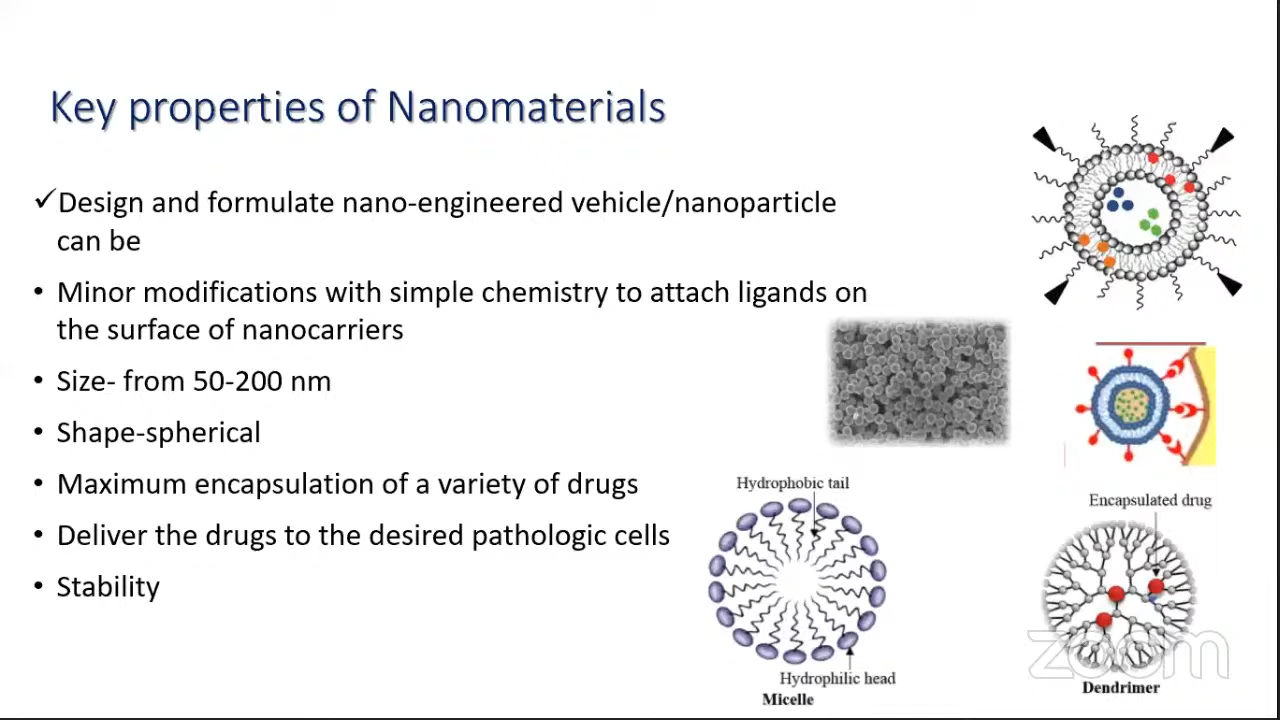 Key properties of Nanomaterials
✓Design and formulate nano-engineered vehicle/nanoparticle
can be
• Minor modifications with simple chemistry to attach ligands on
the surface of nanocarriers
• Size- from 50-200 nm
• Shape-spherical
• Maximum encapsulation of a variety of drugs
• Deliver the drugs to the desired pathologic cells
• Stability
Hydrophobic tail
Hydrophilic head
Micelle
Encapsulated drug
Dendrimer
zoom